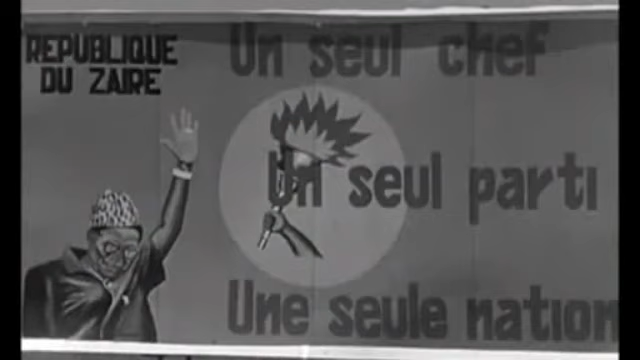 REPUBLIQUE
DU ZAIRE
Un seul chef
Un seul parti
Une seule nation